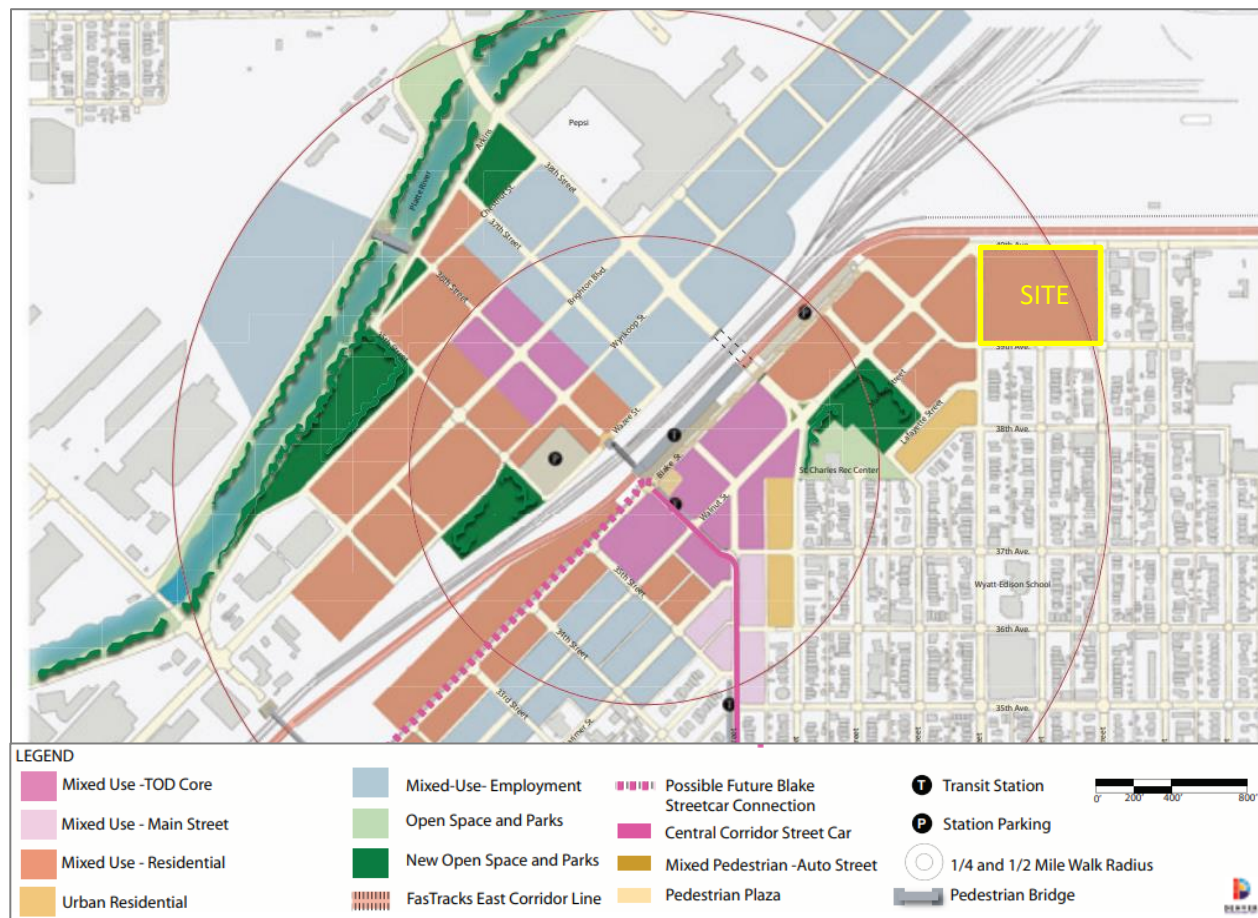 Pepsi
Arkins
38th Street
Platte River
Chestnut St.
37th Street
36th Street
Brighton Blvd.
40th Ave.
SITE
P
Wynkoop St.
35th Street
39th Ave.
Lafayette Street
Wazee St.
38th Ave.
T
P
Blake St.
St. Charles Rec Center
T
Walnut St.
37th Ave.
35th Street
Wyatt-Edison School
34th Street
36th Ave.
33rd Street
T
35th Ave.
LEGEND
Mixed Use -TOD Core
Mixed Use - Main Street
Mixed Use - Residential
Urban Residential
Mixed-Use- Employment
Open Space and Parks
New Open Space and Parks
FasTracks East Corridor Line
Possible Future Blake
Streetcar Connection
Central Corridor Street Car
Mixed Pedestrian -Auto Street
Pedestrian Plaza
T Transit Station
P Station Parking
1/4 and 1/2 Mile Walk Radius
Pedestrian Bridge
0' 200' 400' 800'
DENVER